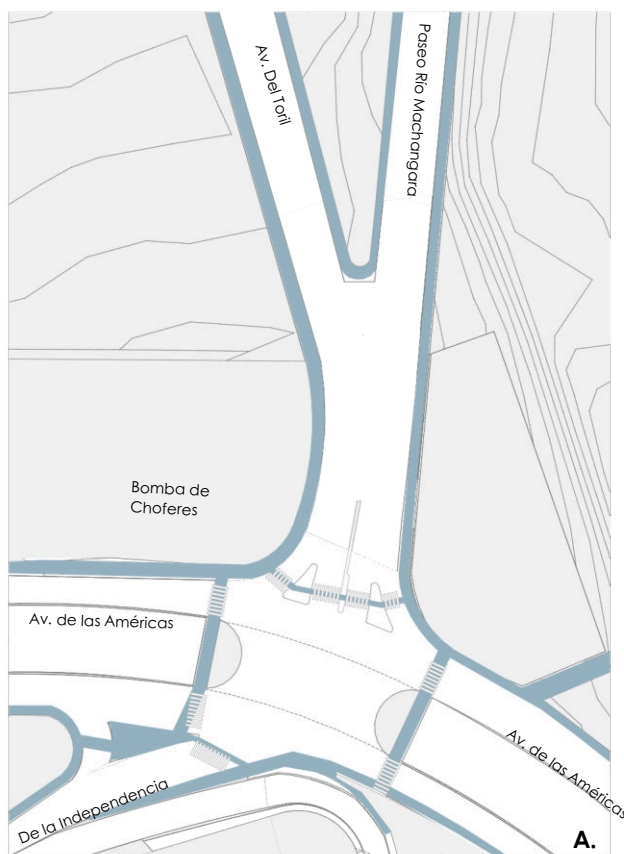 Av. Del Toril
Paseo Río Machangara
Bomba de
Choferes
Av. de las Américas
Av. de las Américas
De la Independencia
A.